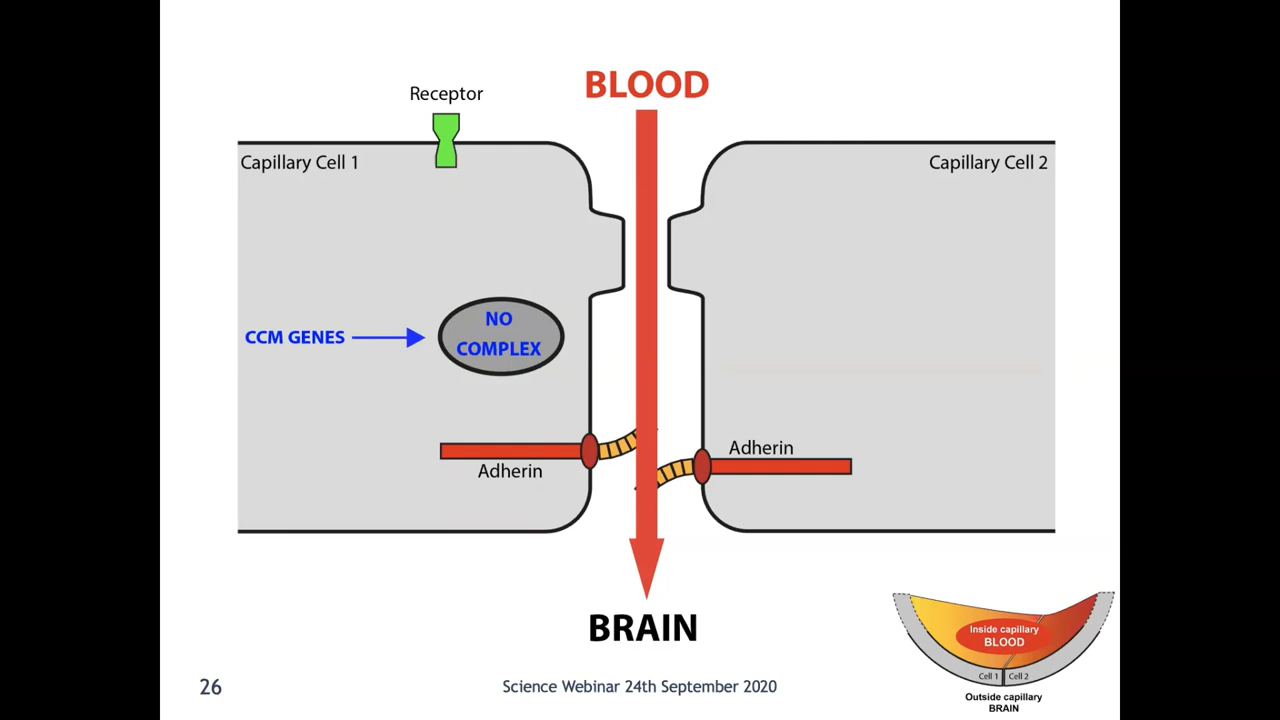 BLOOD
Receptor
Capillary Cell 1
Capillary Cell 2
CCM GENES
NO
COMPLEX
Adherin
Adherin
BRAIN
Inside capillary
BLOOD
Cell 1
Cell 2
Outside capillary
BRAIN
26
Science Webinar 24th September 2020